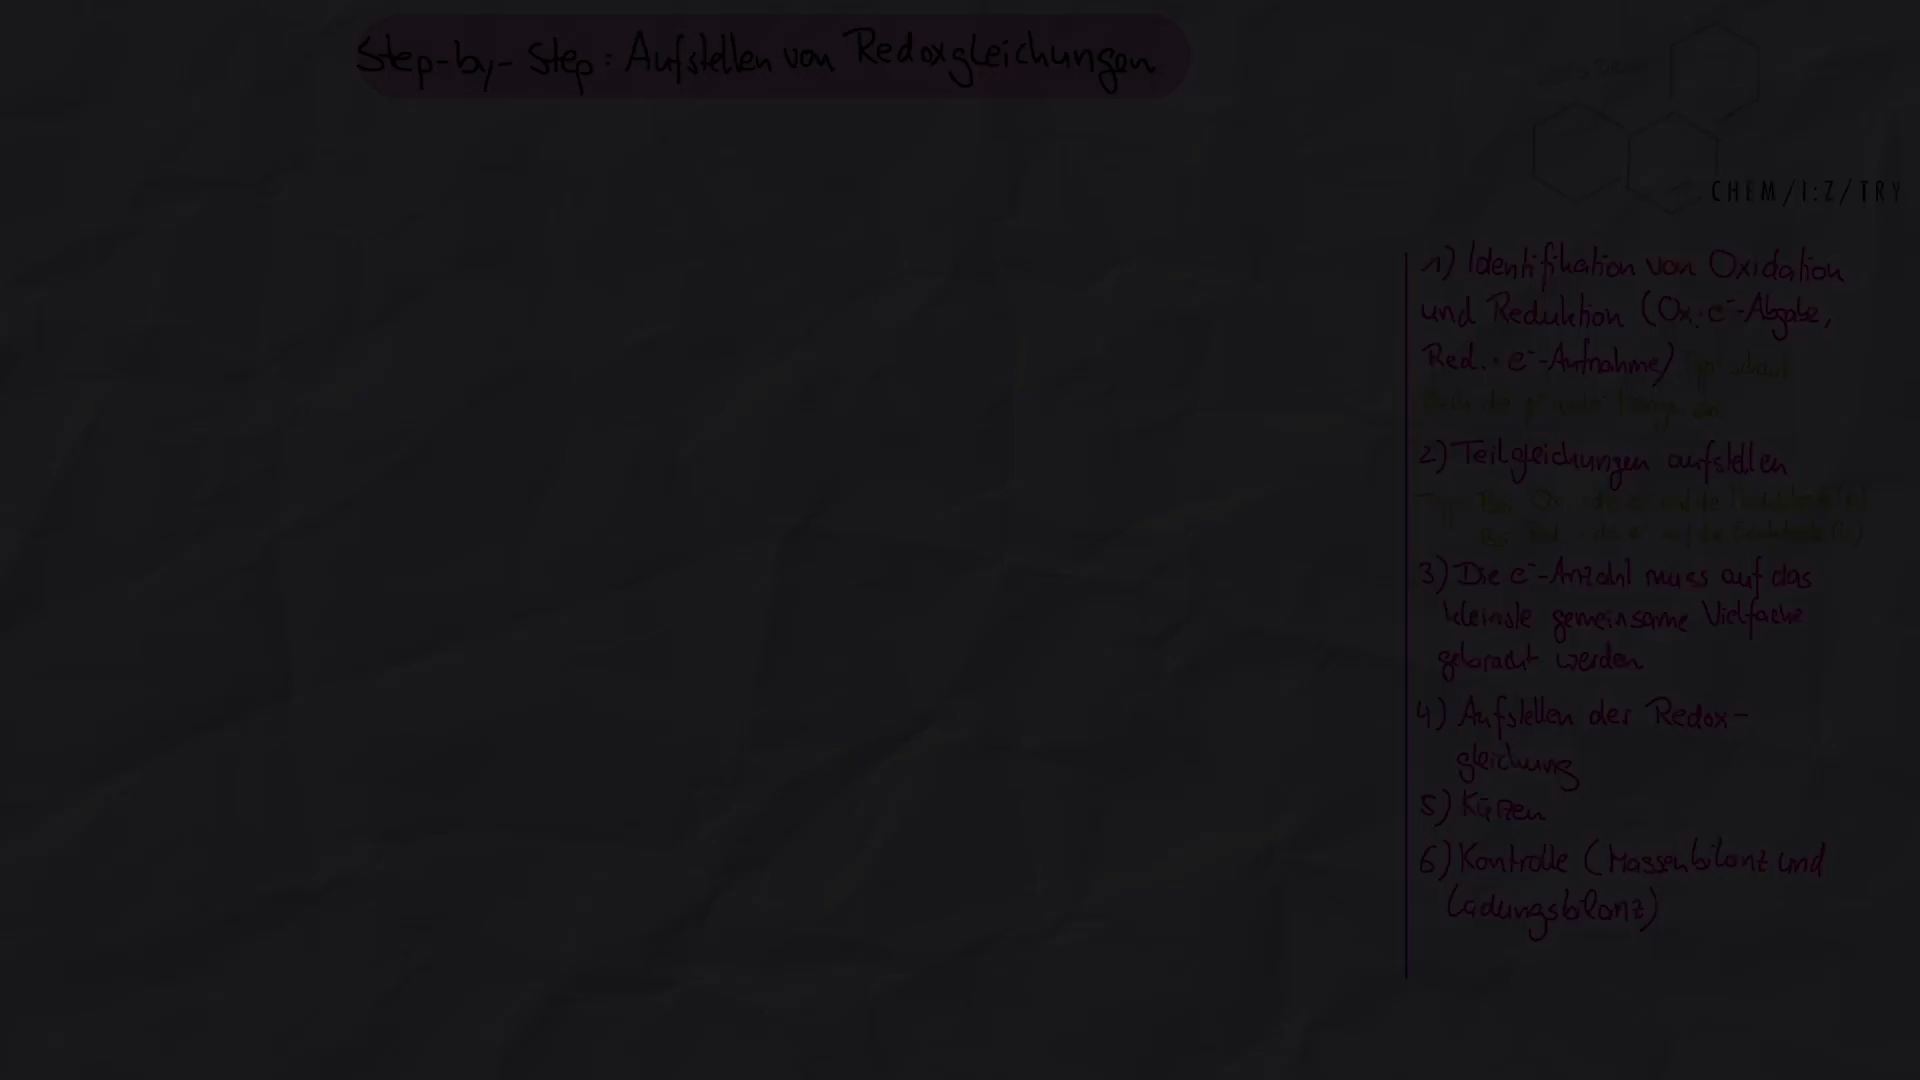 Step-by-Step: Aufstellen von Redoxgleichungen
CHEM/I:Z/TRY
1) Identifikation von Oxidation
und Reduktion (Ox.: e⁻-Abgabe,
Red.: e⁻-Aufnahme)
2) Teilgleichungen aufstellen
3) Die e⁻-Anzahl muss auf das
kleinste gemeinsame Vielfache
gebracht werden
4) Aufstellen der Redox-
gleichung
5) Kürzen
6) Kontrolle (Massenbilanz und
Ladungsbilanz)